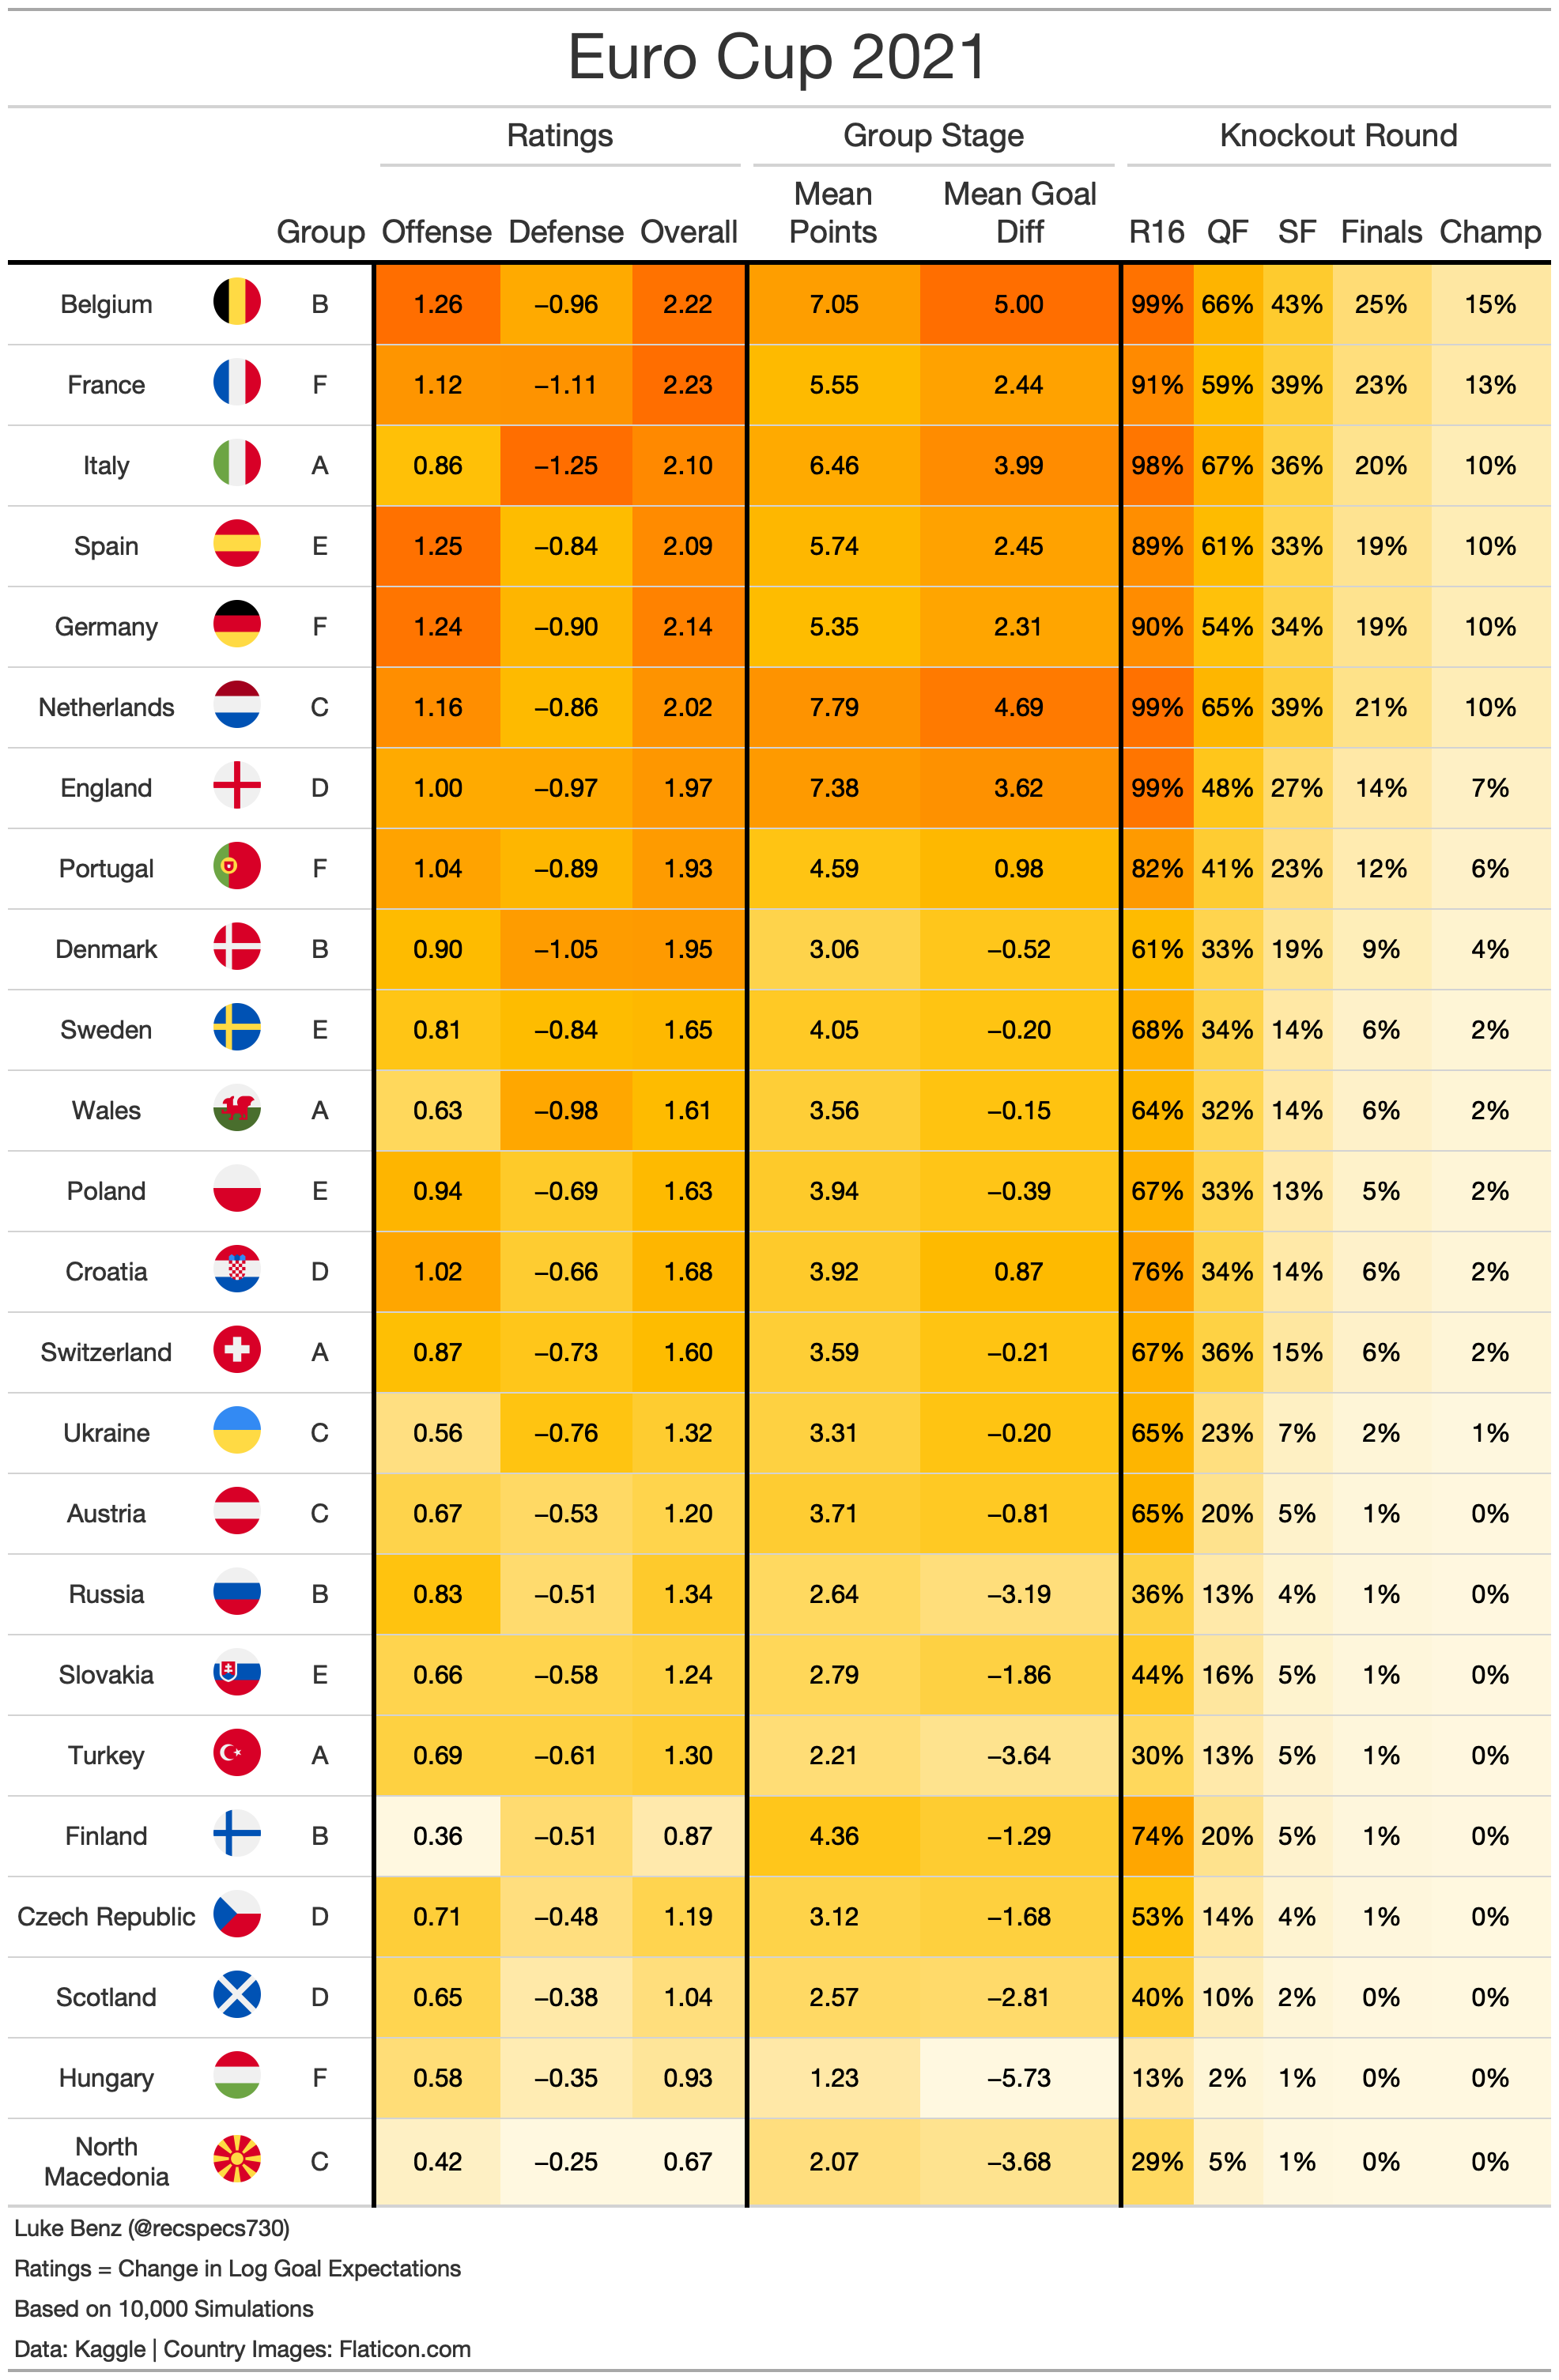 Euro Cup 2021
Ratings Group Stage Knockout Round
Group Offense Defense Overall Mean Points Mean Goal Diff R16 QF SF Finals Champ
Belgium B 1.26 −0.96 2.22 7.05 5.00 99% 66% 43% 25% 15%
France F 1.12 −1.11 2.23 5.55 2.44 91% 59% 39% 23% 13%
Italy A 0.86 −1.25 2.10 6.46 3.99 98% 67% 36% 20% 10%
Spain E 1.25 −0.84 2.09 5.74 2.45 89% 61% 33% 19% 10%
Germany F 1.24 −0.90 2.14 5.35 2.31 90% 54% 34% 19% 10%
Netherlands C 1.16 −0.86 2.02 7.79 4.69 99% 65% 39% 21% 10%
England D 1.00 −0.97 1.97 7.38 3.62 99% 48% 27% 14% 7%
Portugal F 1.04 −0.89 1.93 4.59 0.98 82% 41% 23% 12% 6%
Denmark B 0.90 −1.05 1.95 3.06 −0.52 61% 33% 19% 9% 4%
Sweden E 0.81 −0.84 1.65 4.05 −0.20 68% 34% 14% 6% 2%
Wales A 0.63 −0.98 1.61 3.56 −0.15 64% 32% 14% 6% 2%
Poland E 0.94 −0.69 1.63 3.94 −0.39 67% 33% 13% 5% 2%
Croatia D 1.02 −0.66 1.68 3.92 0.87 76% 34% 14% 6% 2%
Switzerland A 0.87 −0.73 1.60 3.59 −0.21 67% 36% 15% 6% 2%
Ukraine C 0.56 −0.76 1.32 3.31 −0.20 65% 23% 7% 2% 1%
Austria C 0.67 −0.53 1.20 3.71 −0.81 65% 20% 5% 1% 0%
Russia B 0.83 −0.51 1.34 2.64 −3.19 36% 13% 4% 1% 0%
Slovakia E 0.66 −0.58 1.24 2.79 −1.86 44% 16% 5% 1% 0%
Turkey A 0.69 −0.61 1.30 2.21 −3.64 30% 13% 5% 1% 0%
Finland B 0.36 −0.51 0.87 4.36 −1.29 74% 20% 5% 1% 0%
Czech Republic D 0.71 −0.48 1.19 3.12 −1.68 53% 14% 4% 1% 0%
Scotland D 0.65 −0.38 1.04 2.57 −2.81 40% 10% 2% 0% 0%
Hungary F 0.58 −0.35 0.93 1.23 −5.73 13% 2% 1% 0% 0%
North Macedonia C 0.42 −0.25 0.67 2.07 −3.68 29% 5% 1% 0% 0%
Luke Benz (@recspecs730)
Ratings = Change in Log Goal Expectations
Based on 10,000 Simulations
Data: Kaggle | Country Images: Flaticon.com